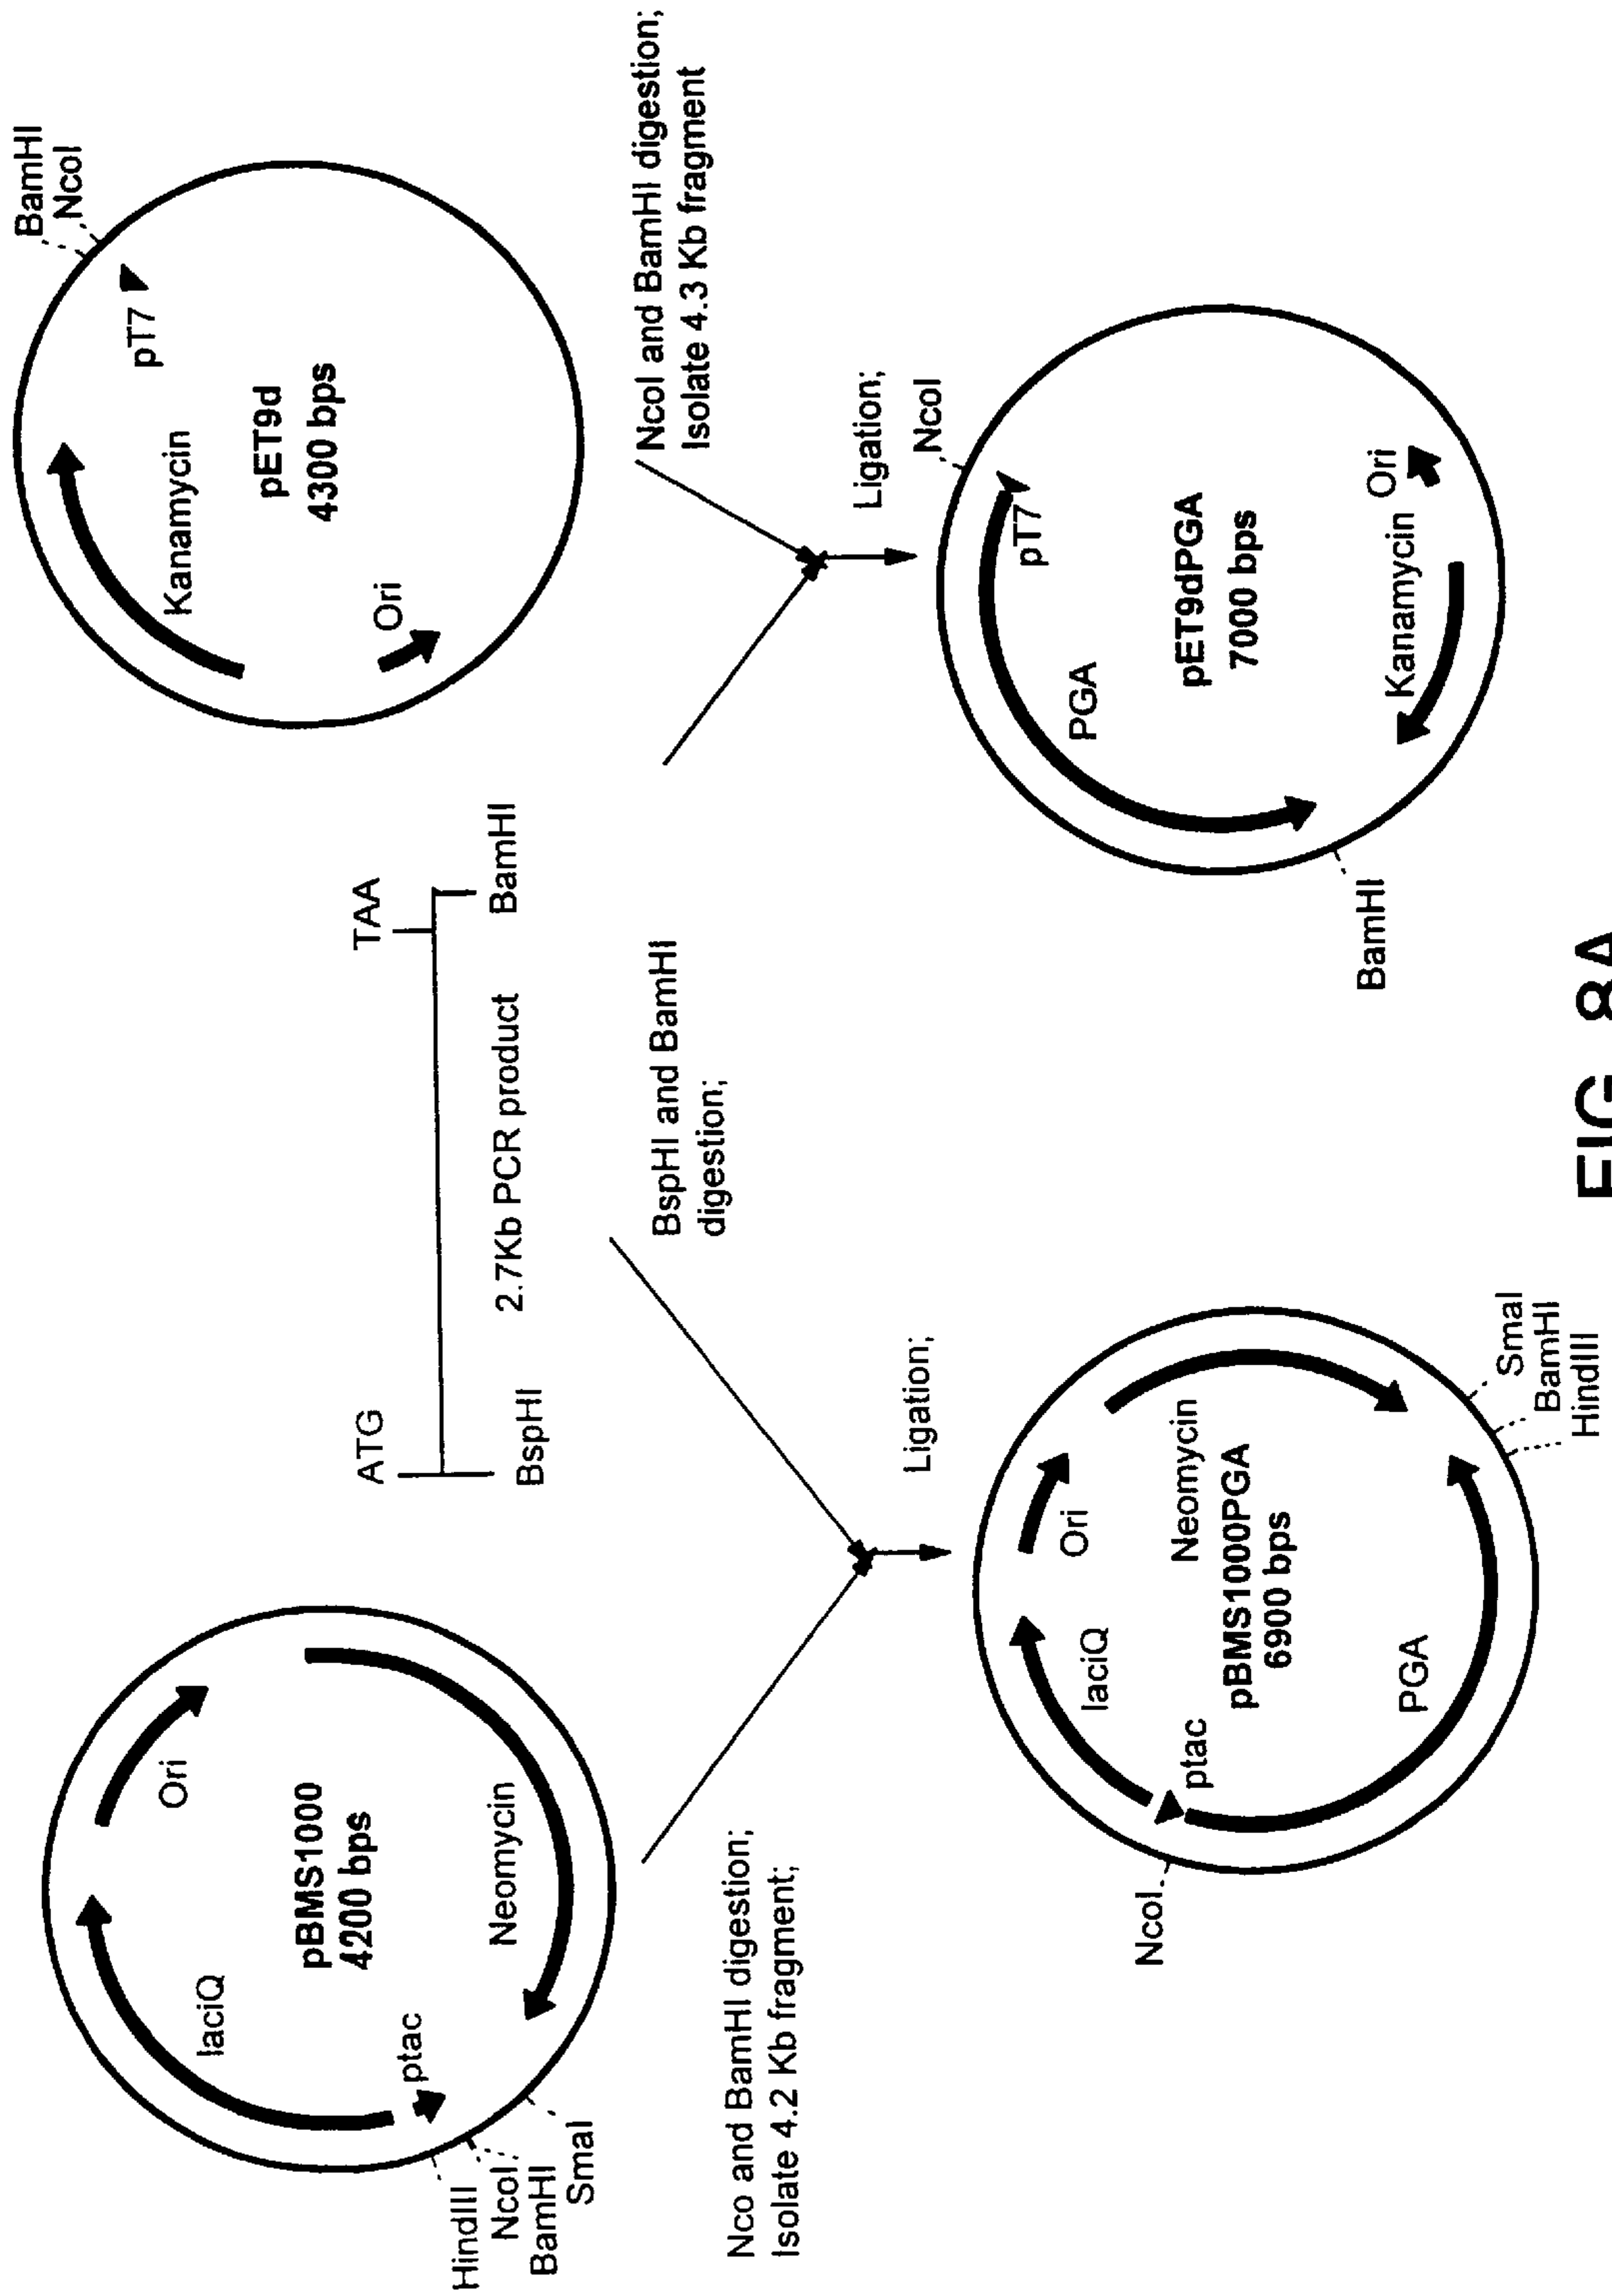 laciQ
Ori
pBMS1000
4200 bps
ptac
Neomycin
HindIII
NcoI
BamHI
SmaI
ATG
TAA
2.7Kb PCR product
BspHI
BamHI
BamHI
NcoI
pT7
Kanamycin
pET9d
4300 bps
Ori
Nco and BamHI digestion;
Isolate 4.2 Kb fragment;
BspHI and BamHI
digestion;
NcoI and BamHI digestion;
Isolate 4.3 Kb fragment
Ligation;
Ligation;
NcoI
laciQ
Ori
ptac
Neomycin
pBMS1000PGA
6900 bps
PGA
SmaI
BamHI
HindIII
NcoI
pT7
PGA
pET9dPGA
7000 bps
Ori
Kanamycin
BamHI
FIG. 8A